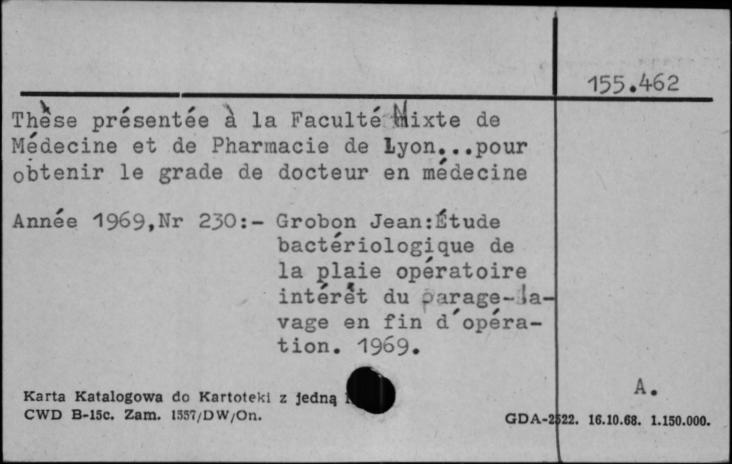 155.462
Thèse présentée à la Faculté Mixte de
Médecine et de Pharmacie de Lyon...pour
obtenir le grade de docteur en médecine
Année 1969,Nr 230:- Grobon Jean:Étude
bactériologique de
la plaie opératoire
intérêt du parage-la-
vage en fin d'opéra-
tion. 1969.
A.
Karta Katalogowa do Kartoteki z jedną
CWD B-15c. Zam. 1357/DW/On.
GDA-2522. 16.10.68. 1.150.000.